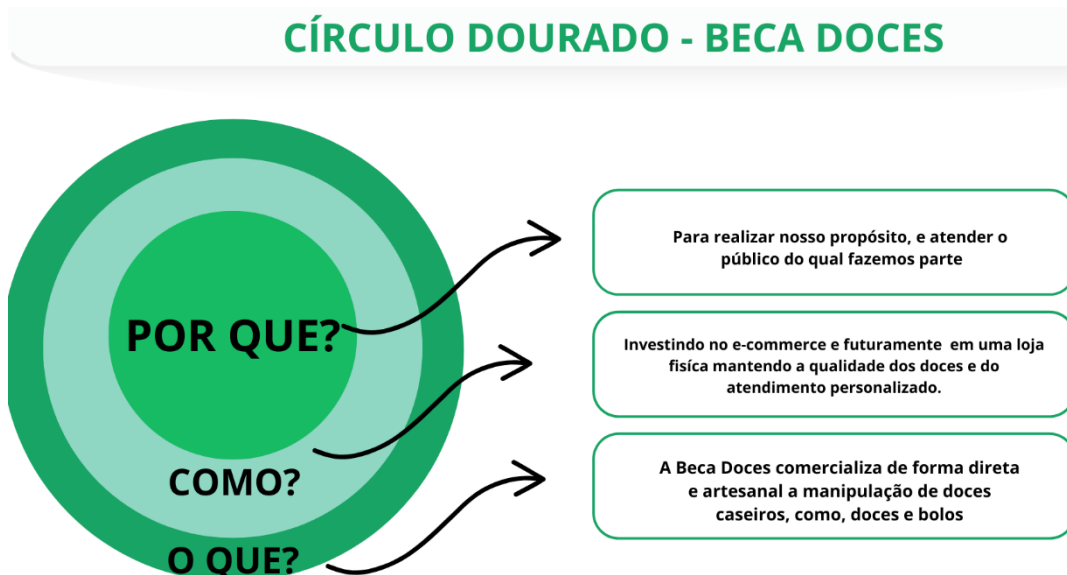 CÍRCULO DOURADO - BECA DOCES
POR QUE?
Para realizar nosso propósito, e atender o
público do qual fazemos parte
COMO?
Investindo no e-commerce e futuramente em uma loja
fisíca mantendo a qualidade dos doces e do
atendimento personalizado.
O QUE?
A Beca Doces comercializa de forma direta
e artesanal a manipulação de doces
caseiros, como, doces e bolos